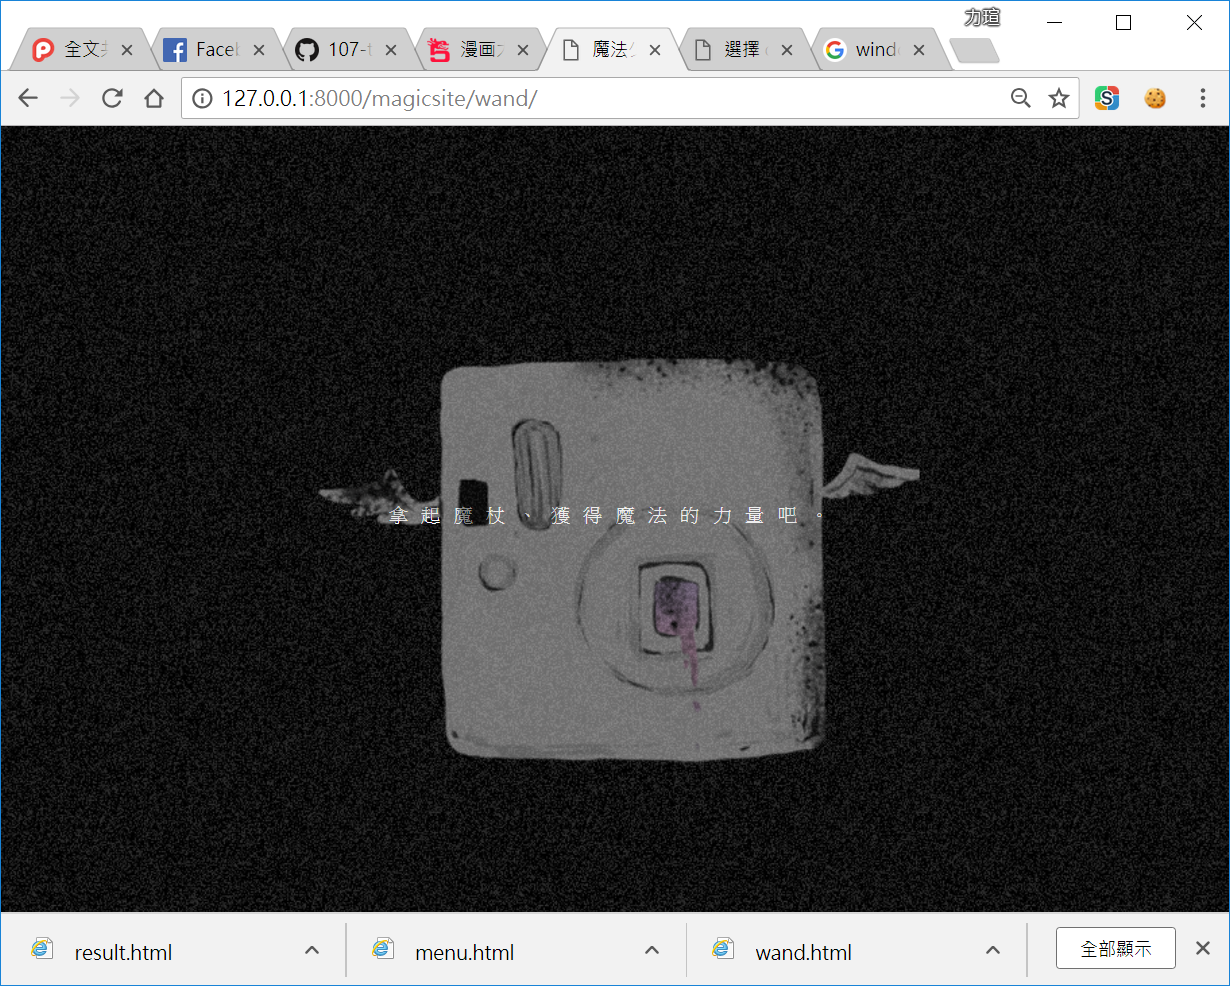 力瑄
全文
Faceb
107-
漫画
魔法
選擇
wind
127.0.0.1:8000/magicsite/wand/
拿起魔杖、獲得魔法的力量吧。
result.html
menu.html
wand.html
全部顯示